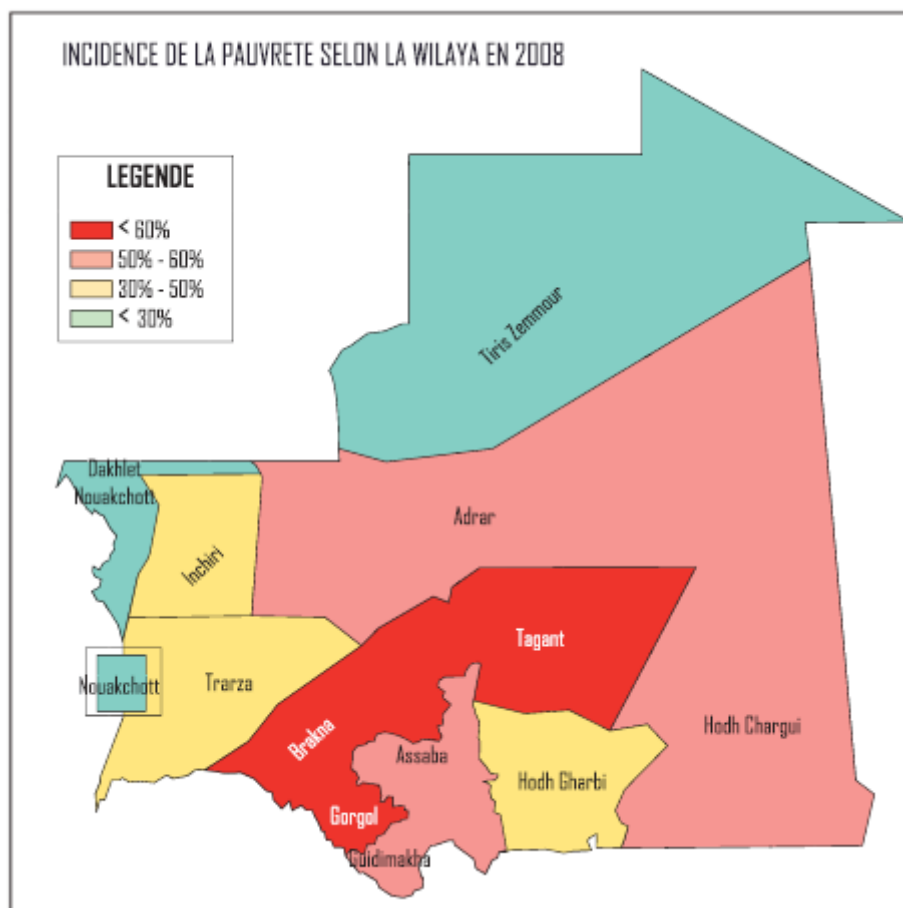 INCIDENCE DE LA PAUVRETE SELON LA WILAYA EN 2008
LEGENDE
< 60%
50% - 60%
30% - 50%
< 30%
Tiris Zemmour
Dakhlet
Nouakchott
Adrar
Inchiri
Tagant
Nouakchott
Trarza
Hodh Chargui
Brakna
Assaba
Hodh Gharbi
Gorgol
Guidimakha